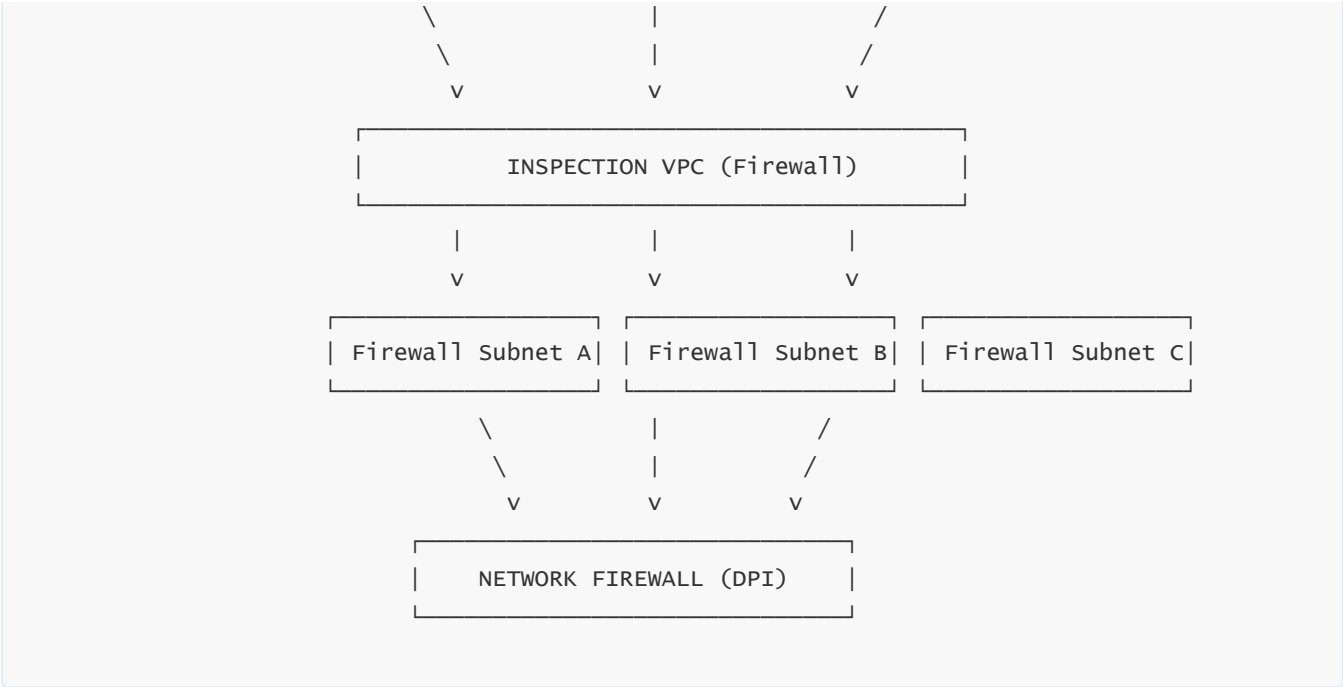 \ | /
\ | /
v v v
INSPECTION VPC (Firewall)
| | |
v v v
| Firewall Subnet A| | Firewall Subnet B| | Firewall Subnet C|
\ | /
\ | /
v v v
| NETWORK FIREWALL (DPI) |